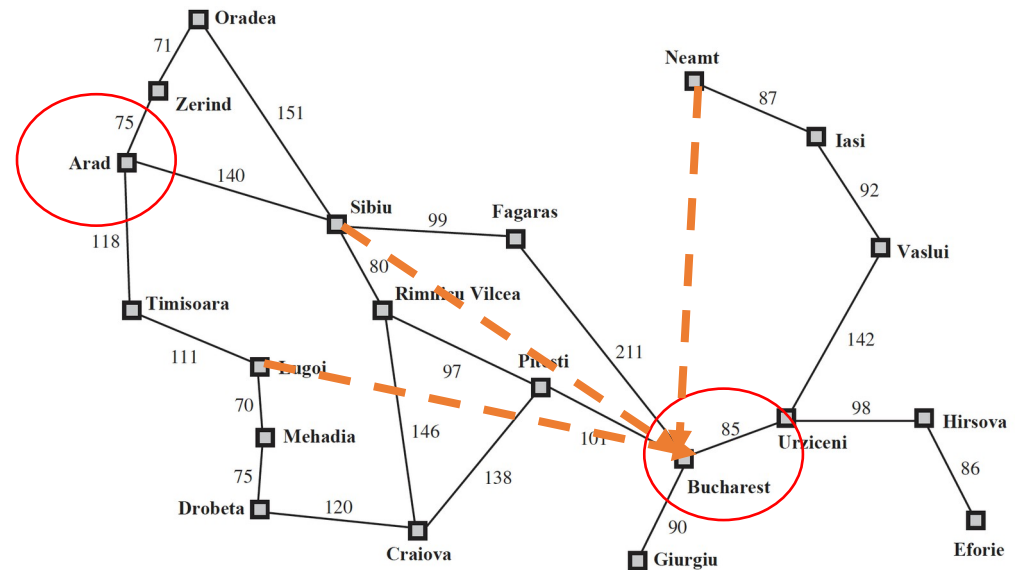 Oradea
71
Neamt
Zerind
87
75
151
Iasi
Arad
140
92
Sibiu
Fagaras
99
118
Vaslui
80
Timisoara
Rimnicu Vilcea
142
211
111
Lugoj
97
Pitesti
70
98
Hirsova
146
101
85
Urziceni
Mehadia
75
138
86
Bucharest
Drobeta
120
90
Craiova
Giurgiu
Eforie